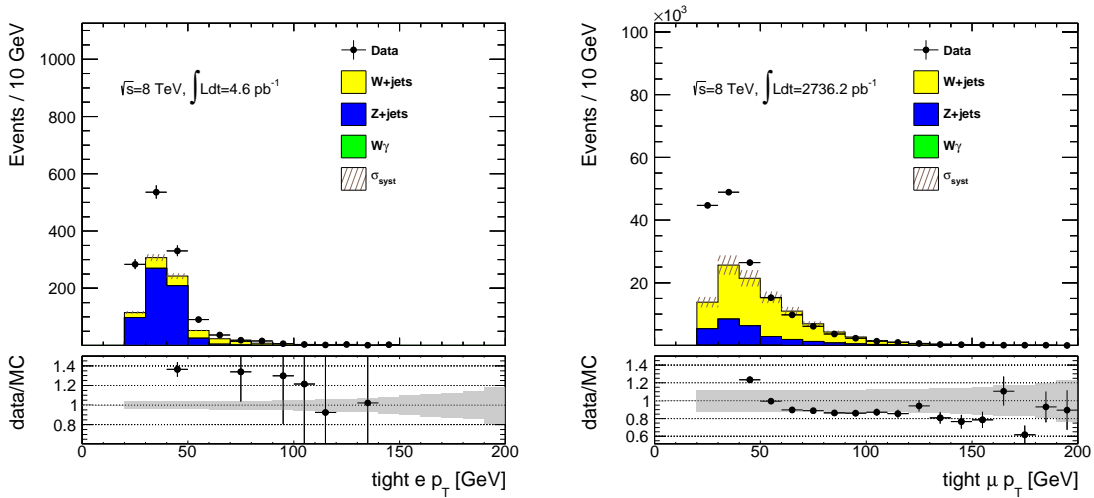 Events / 10 GeV
1000
800
600
400
200
√s=8 TeV, ∫Ldt=4.6 pb⁻¹
Data
W+jets
Z+jets
Wγ
σsyst
data/MC
1.4
1.2
1
0.8
0 50 100 150 200
tight e pT [GeV]
×10³
Events / 10 GeV
100
80
60
40
20
0
√s=8 TeV, ∫Ldt=2736.2 pb⁻¹
Data
W+jets
Z+jets
Wγ
σsyst
data/MC
1.4
1.2
1
0.8
0.6
0 50 100 150 200
tight μ pT [GeV]